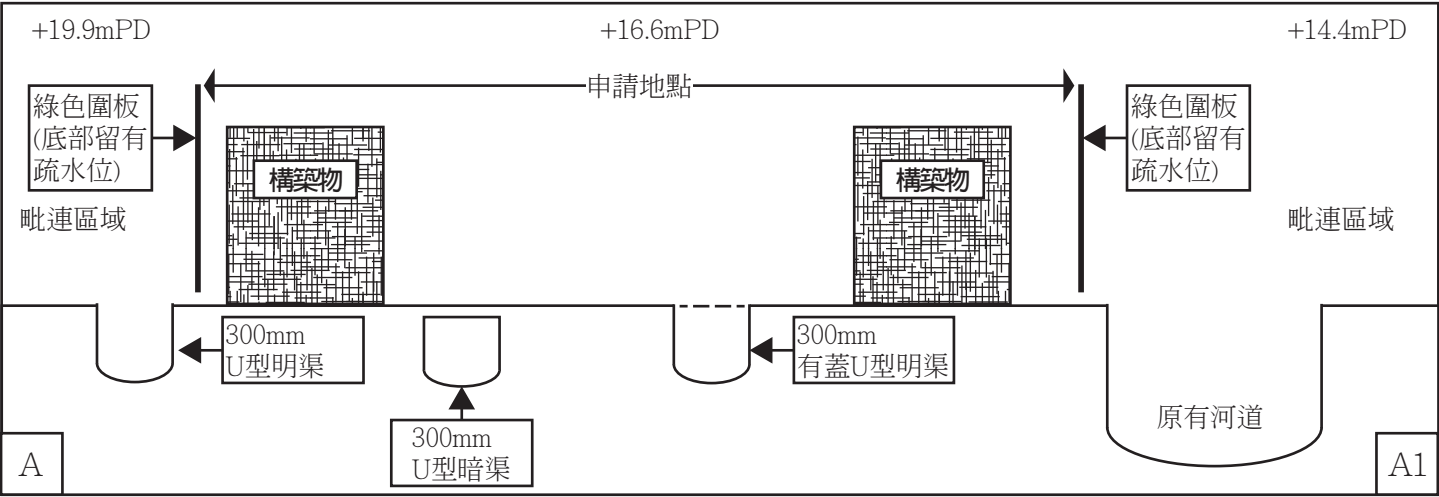 +19.9mPD
+16.6mPD
+14.4mPD
申請地點
綠色圍板
(底部留有
疏水位)
綠色圍板
(底部留有
疏水位)
構築物
構築物
毗連區域
毗連區域
300mm
U型明渠
300mm
有蓋U型明渠
300mm
U型暗渠
原有河道
A
A1